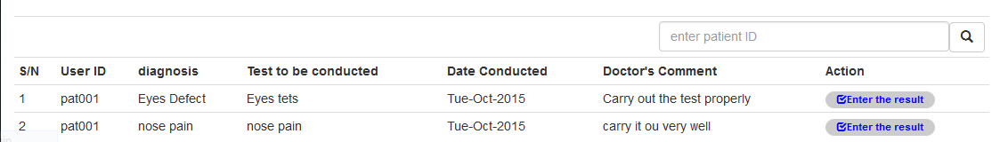 enter patient ID
S/N User ID diagnosis Test to be conducted Date Conducted Doctor's Comment Action
1 pat001 Eyes Defect Eyes tets Tue-Oct-2015 Carry out the test properly Enter the result
2 pat001 nose pain nose pain Tue-Oct-2015 carry it ou very well Enter the result